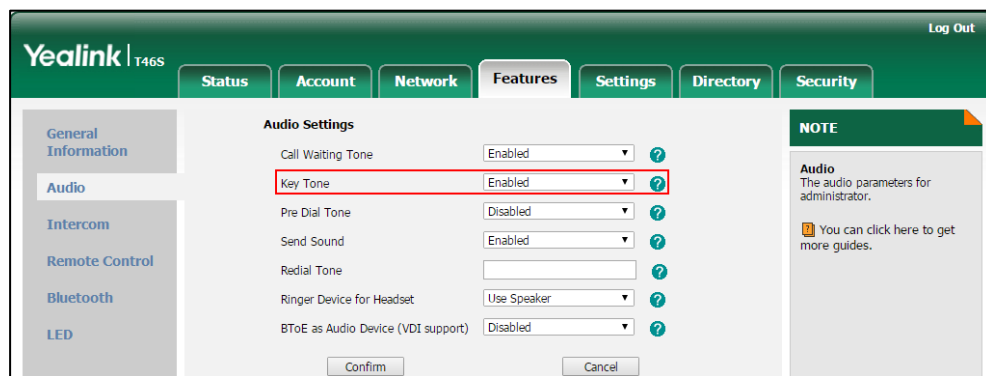 Log Out
Yealink T46S
Status Account Network Features Settings Directory Security
General
Information
Audio
Intercom
Remote Control
Bluetooth
LED
Audio Settings
Call Waiting Tone Enabled
Key Tone Enabled
Pre Dial Tone Disabled
Send Sound Enabled
Redial Tone
Ringer Device for Headset Use Speaker
BToE as Audio Device (VDI support) Disabled
Confirm Cancel
NOTE
Audio
The audio parameters for
administrator.
You can click here to get
more guides.